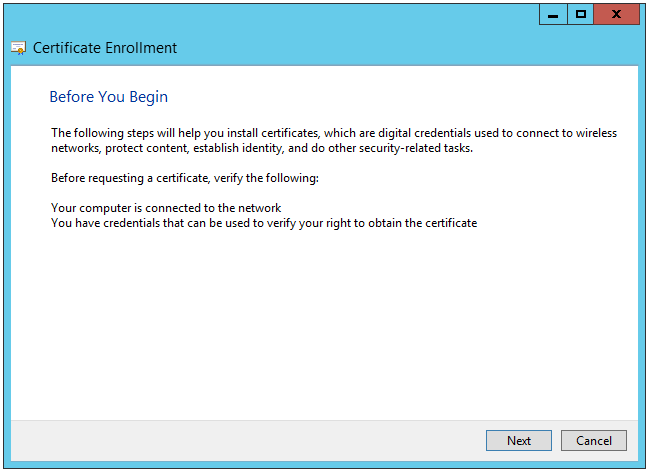 Certificate Enrollment
Before You Begin
The following steps will help you install certificates, which are digital credentials used to connect to wireless
networks, protect content, establish identity, and do other security-related tasks.
Before requesting a certificate, verify the following:
Your computer is connected to the network
You have credentials that can be used to verify your right to obtain the certificate
Next Cancel